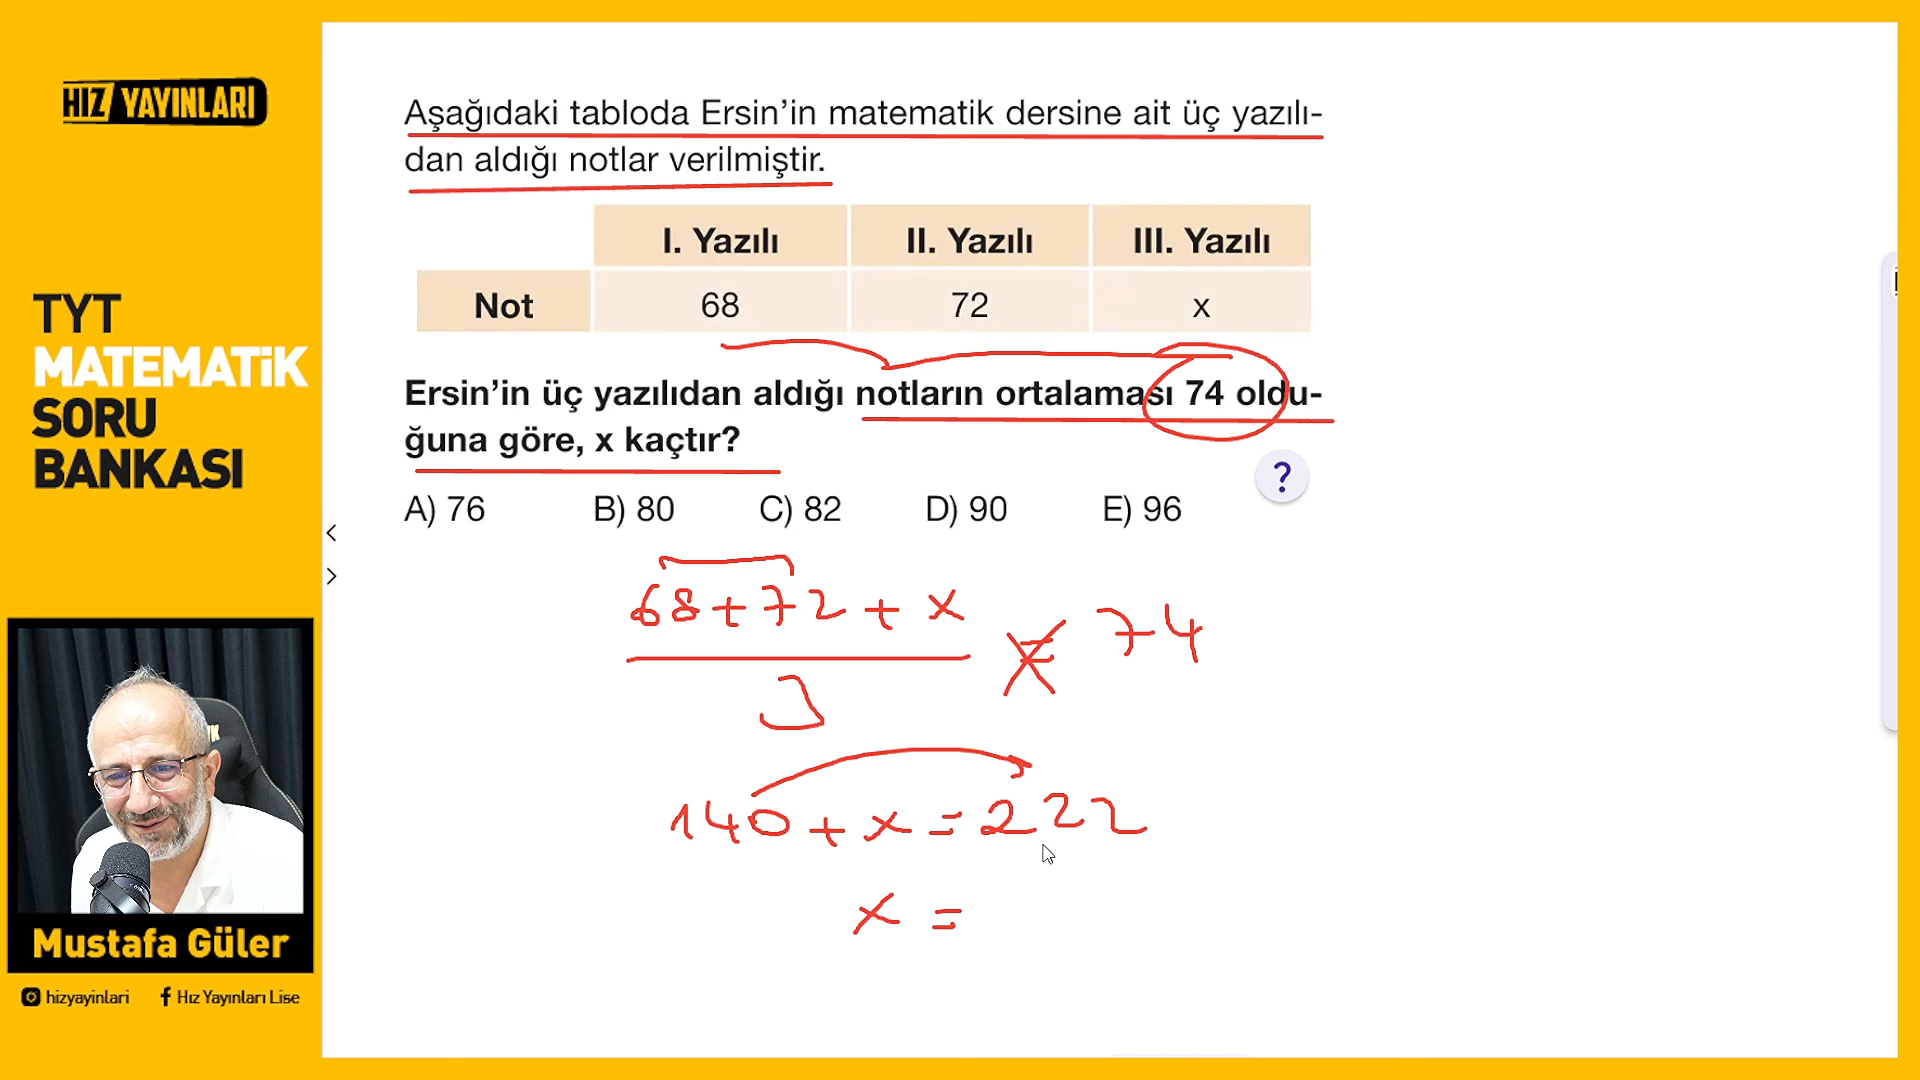 HIZ YAYINLARI
TYT
MATEMATİK
SORU
BANKASI
Mustafa Güler
hizyayinlari
Hız Yayınları Lise
Aşağıdaki tabloda Ersin'in matematik dersine ait üç yazılı-
dan aldığı notlar verilmiştir.
I. Yazılı II. Yazılı III. Yazılı
Not 68 72 x
Ersin'in üç yazılıdan aldığı notların ortalaması 74 oldu-
ğuna göre, x kaçtır?
?
A) 76 B) 80 C) 82 D) 90 E) 96
68+72+x
= 74
3
140+x=222
x =